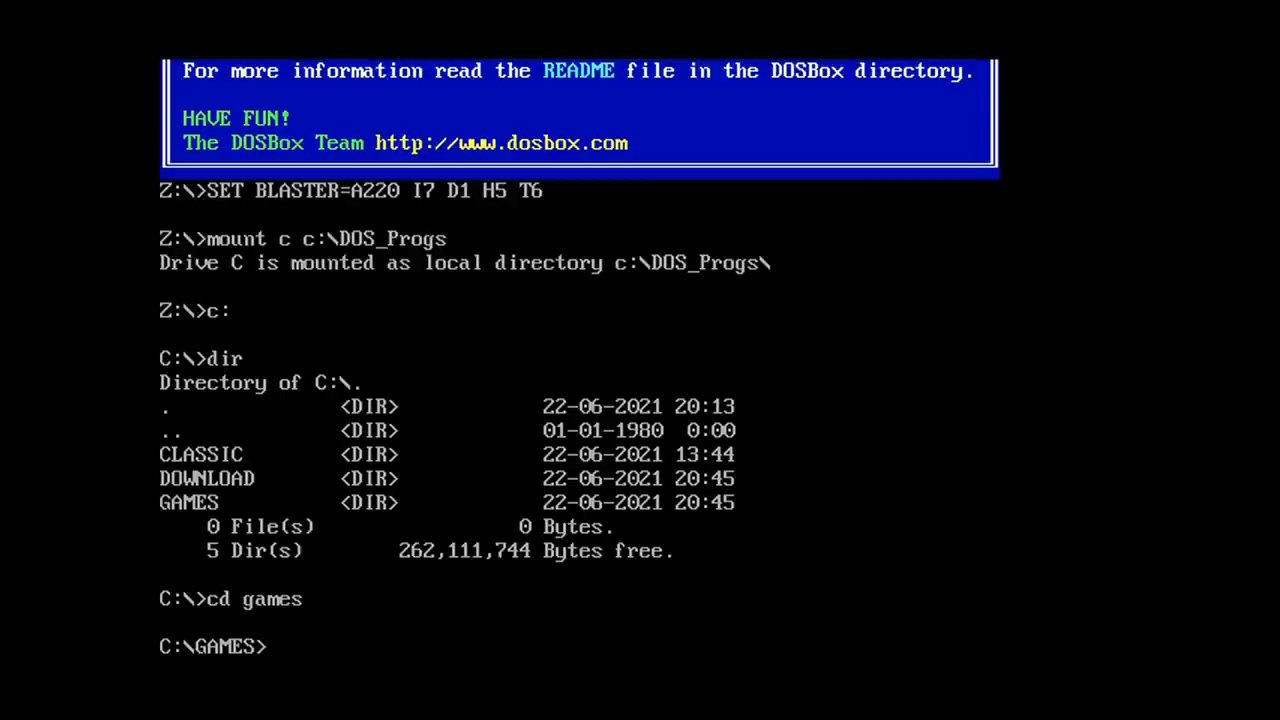 For more information read the README file in the DOSBox directory.
HAVE FUN!
The DOSBox Team http://www.dosbox.com
Z:\>SET BLASTER=A220 I7 D1 H5 T6
Z:\>mount c c:\DOS_Progs
Drive C is mounted as local directory c:\DOS_Progs\
Z:\>c:
C:\>dir
Directory of C:\.
. <DIR> 22-06-2021 20:13
.. <DIR> 01-01-1980 0:00
CLASSIC <DIR> 22-06-2021 13:44
DOWNLOAD <DIR> 22-06-2021 20:45
GAMES <DIR> 22-06-2021 20:45
0 File(s) 0 Bytes.
5 Dir(s) 262,111,744 Bytes free.
C:\>cd games
C:\GAMES>